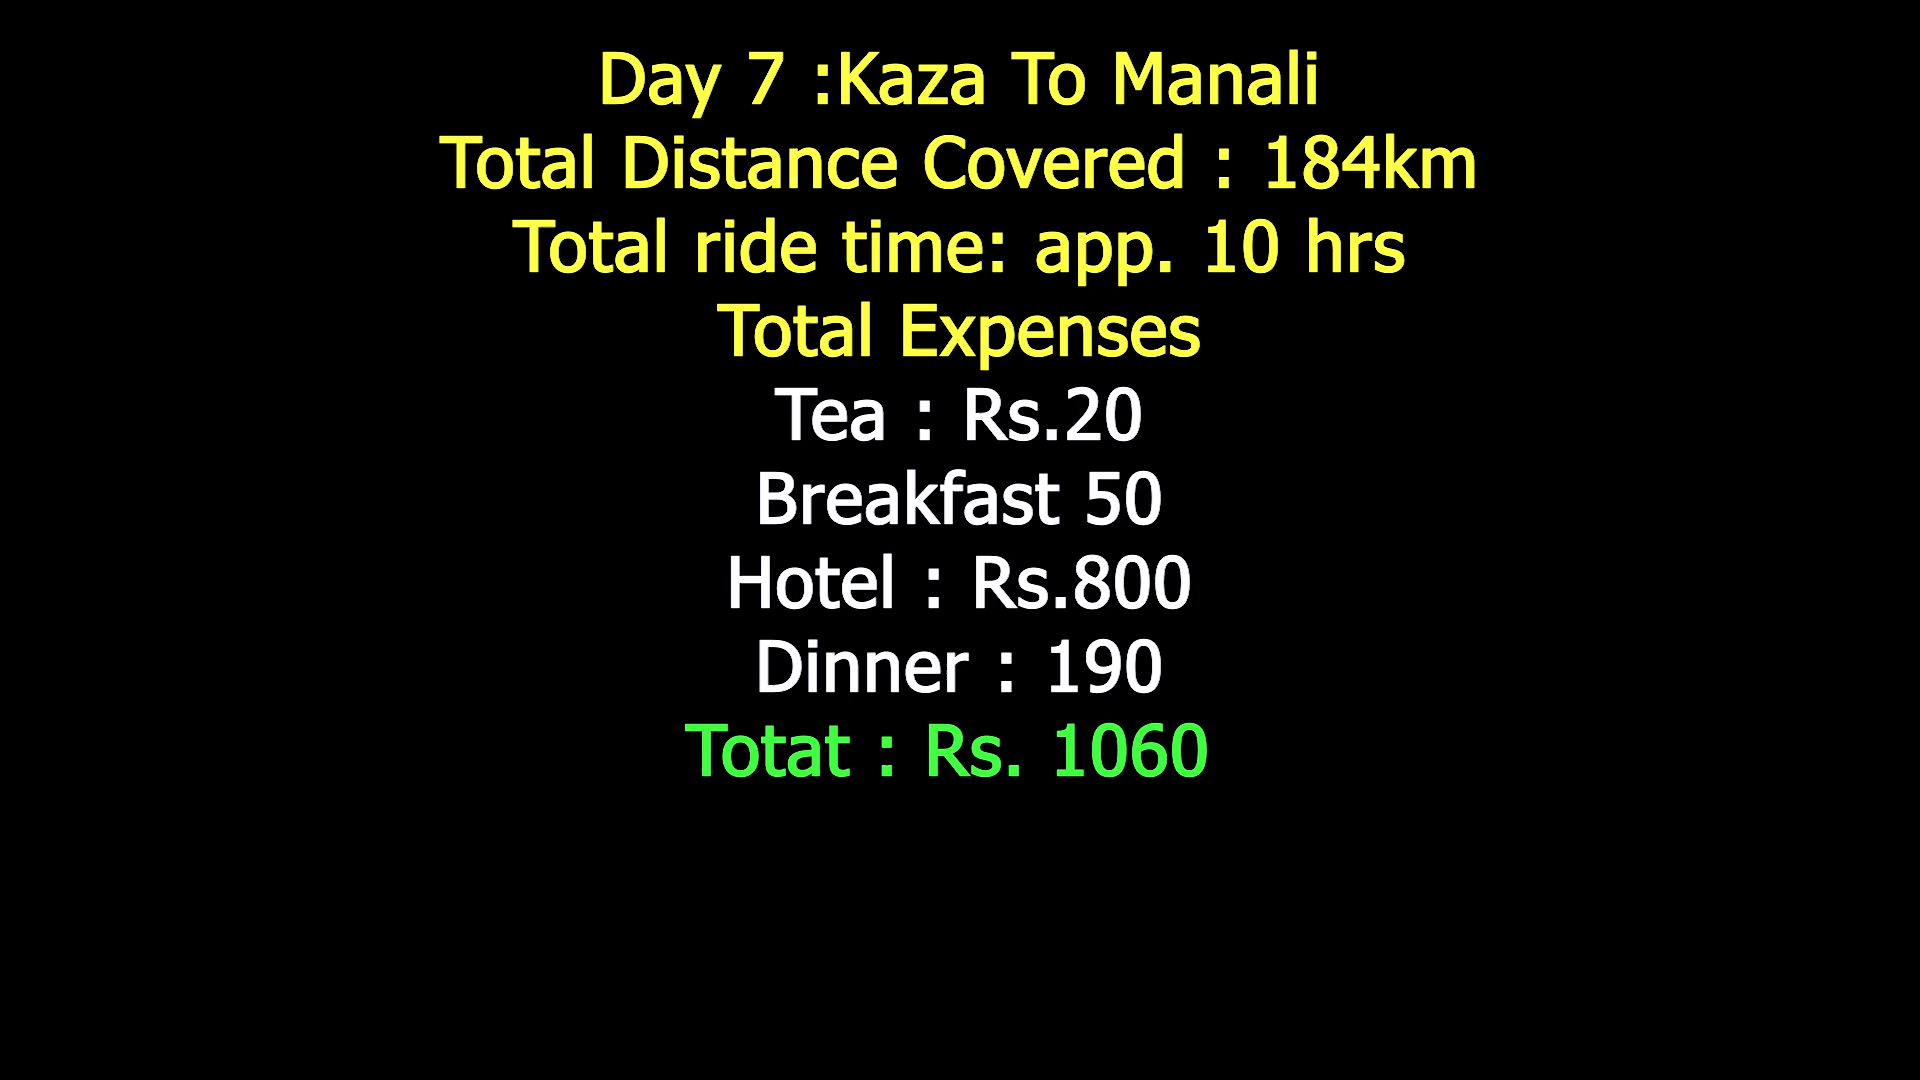 Day 7 :Kaza To Manali
Total Distance Covered : 184km
Total ride time: app. 10 hrs
Total Expenses
Tea : Rs.20
Breakfast 50
Hotel : Rs.800
Dinner : 190
Totat : Rs. 1060